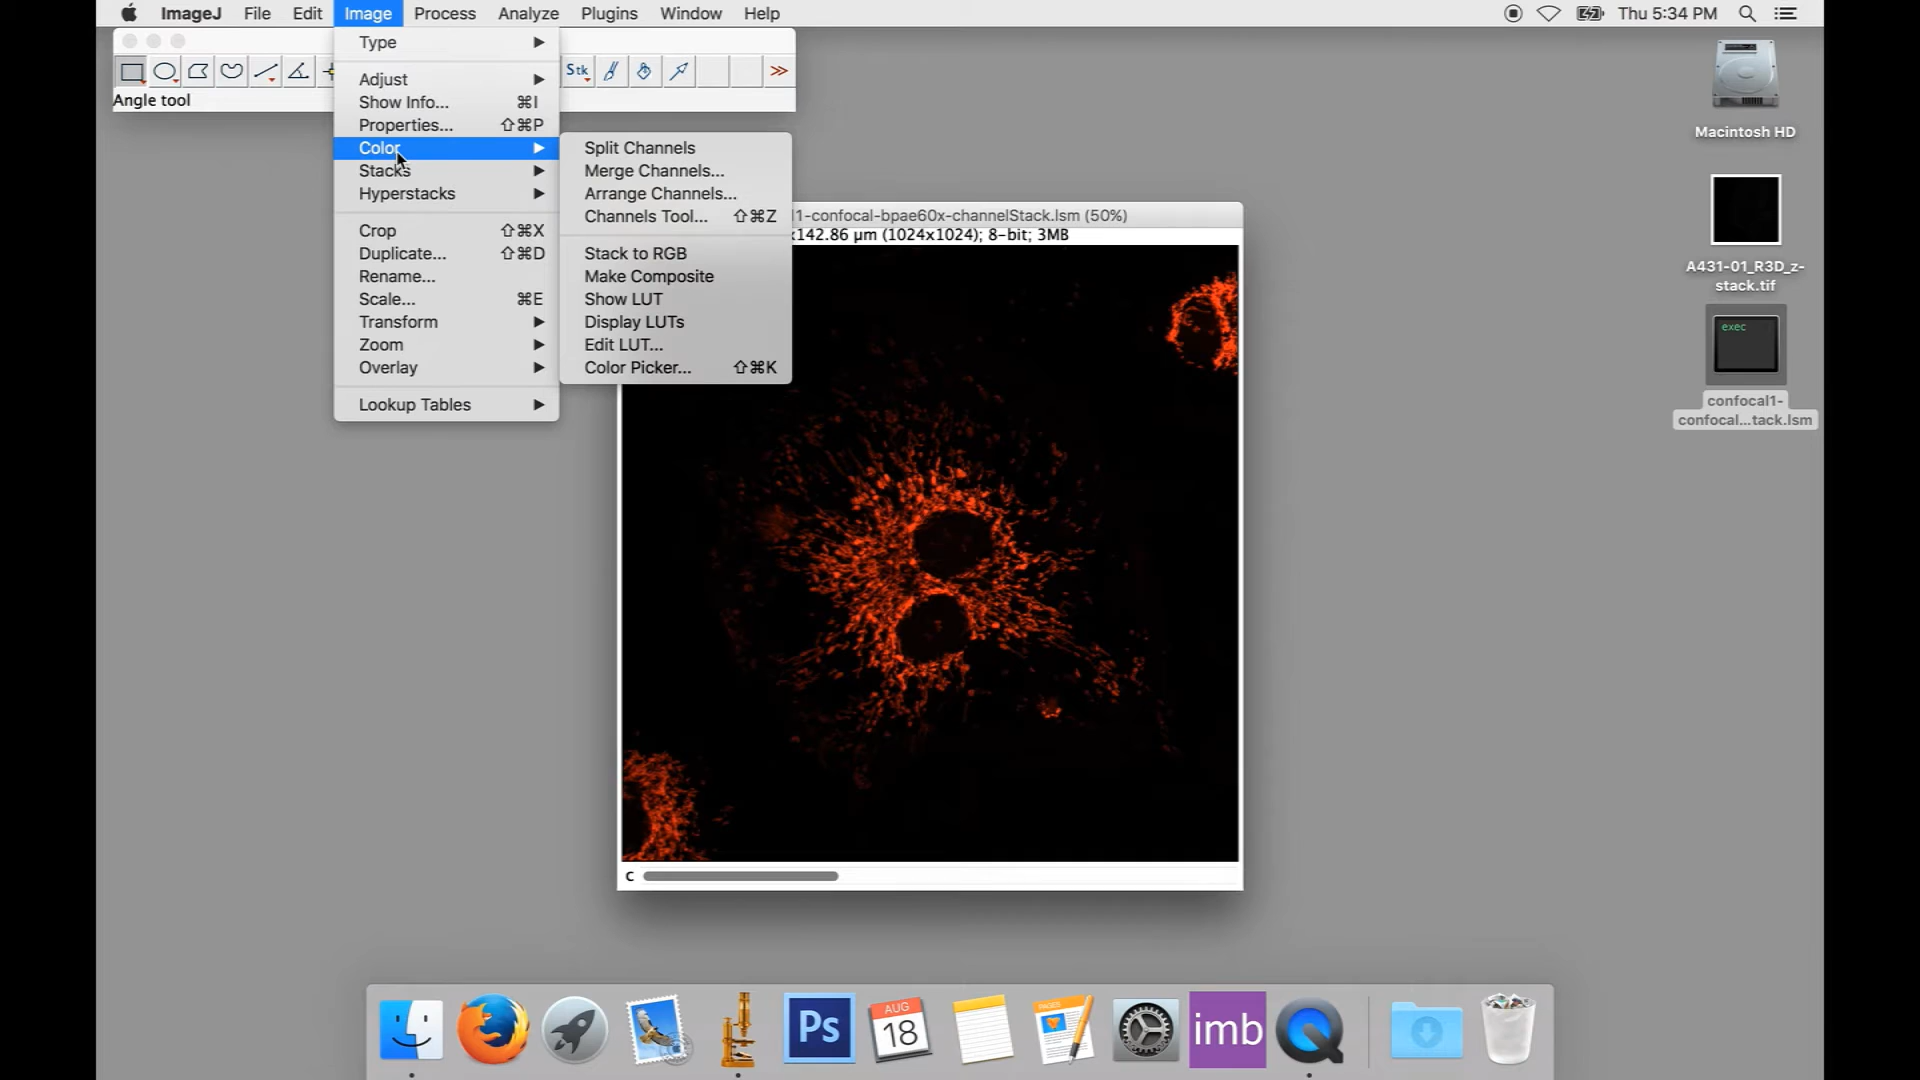 ImageJ File Edit Image Process Analyze Plugins Window Help Thu 5:34 PM
Stk
Angle tool
Type
Adjust
Show Info... ⌘I
Properties... ⇧⌘P
Color
Stacks
Hyperstacks
Crop ⇧⌘X
Duplicate... ⇧⌘D
Rename...
Scale... ⌘E
Transform
Zoom
Overlay
Lookup Tables
Split Channels
Merge Channels...
Arrange Channels...
Channels Tool... ⇧⌘Z
Stack to RGB
Make Composite
Show LUT
Display LUTs
Edit LUT...
Color Picker... ⇧⌘K
l1-confocal-bpae60x-channelStack.lsm (50%)
x142.86 µm (1024x1024); 8-bit; 3MB
C
Macintosh HD
A431-01_R3D_z-
stack.tif
exec
confocal1-
confocal...tack.lsm
Ps
AUG
18
PAGES
imb